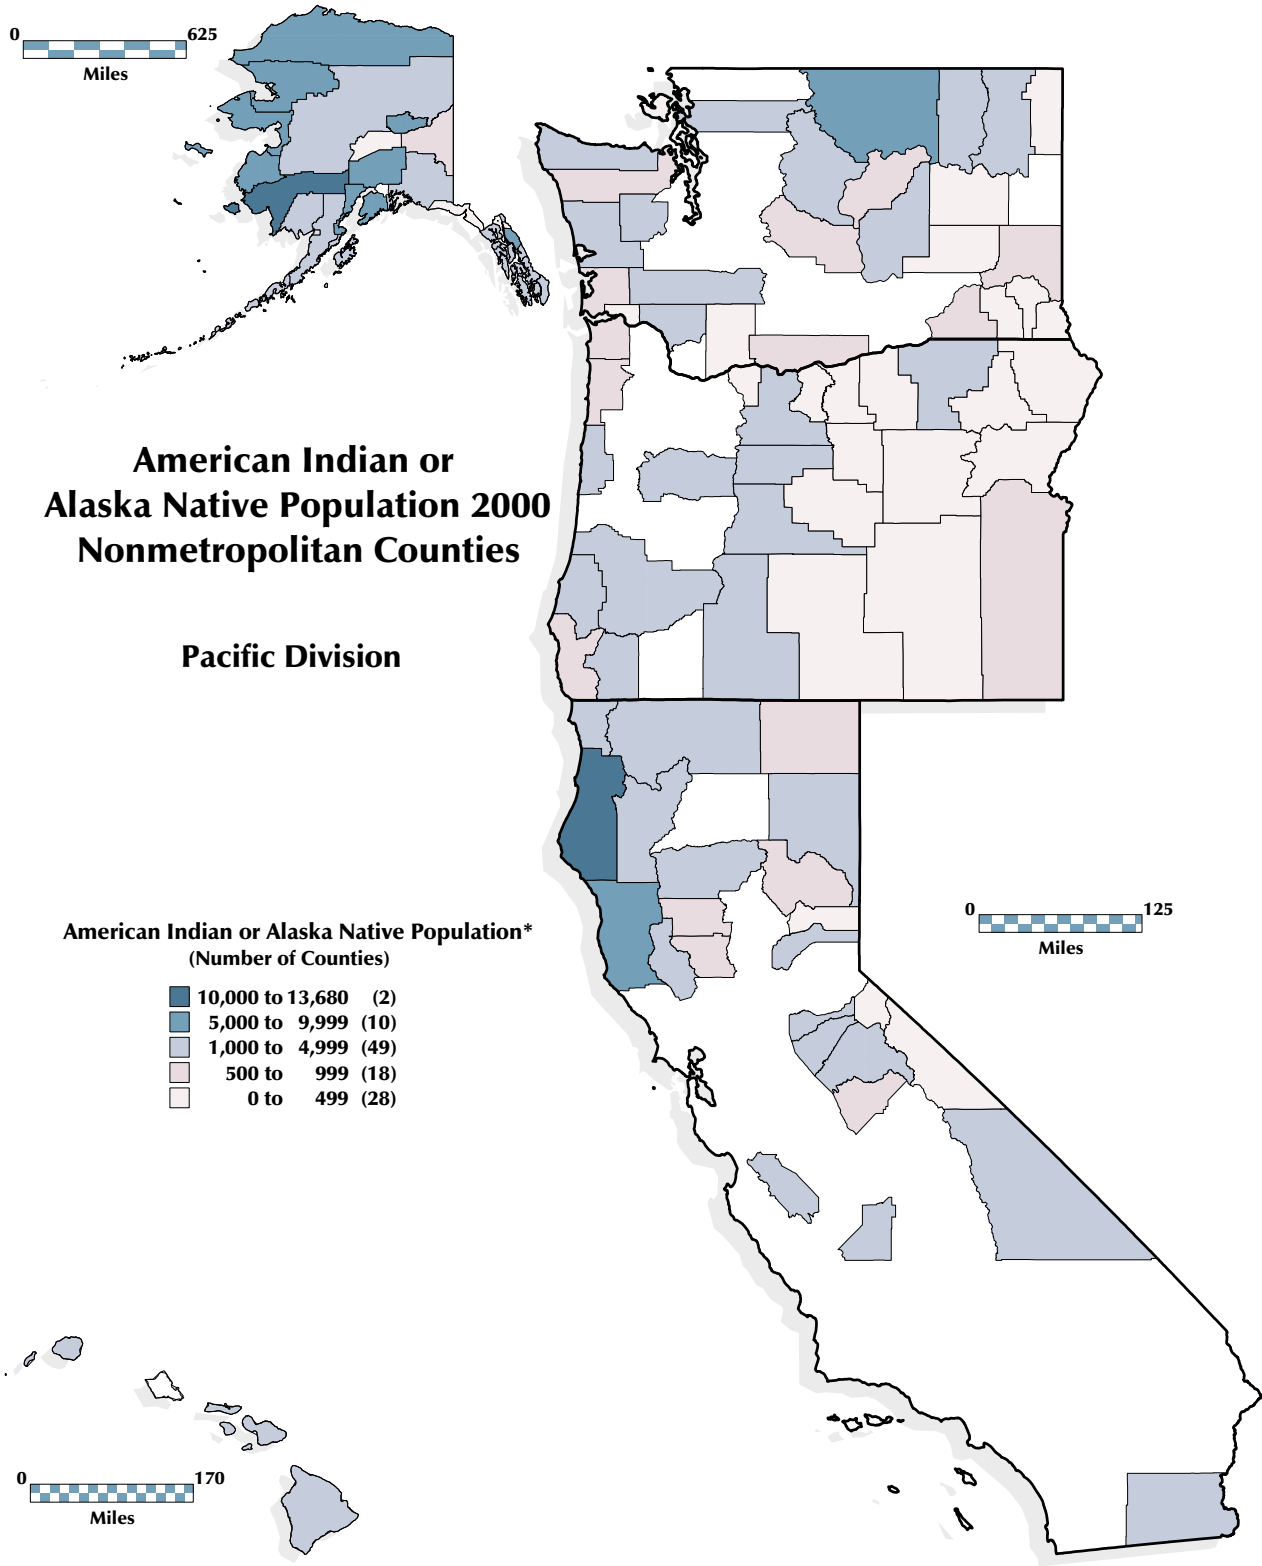 0 625
Miles
American Indian or
Alaska Native Population 2000
Nonmetropolitan Counties
Pacific Division
American Indian or Alaska Native Population*
(Number of Counties)
10,000 to 13,680 (2)
5,000 to 9,999 (10)
1,000 to 4,999 (49)
500 to 999 (18)
0 to 499 (28)
0 125
Miles
0 170
Miles